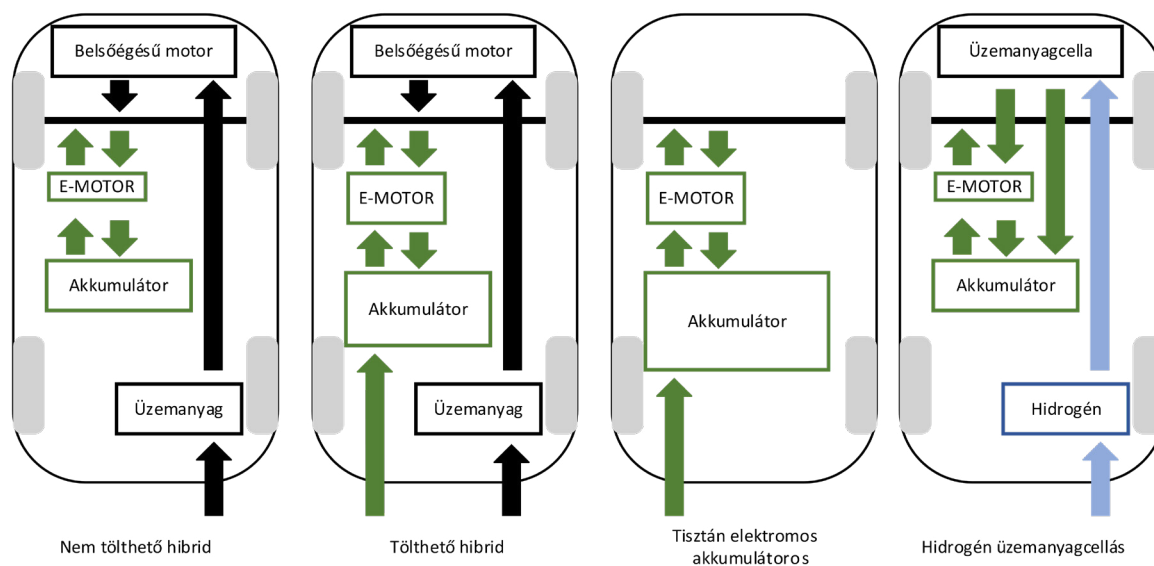 Belsőégésű motor
E-MOTOR
Akkumulátor
Üzemanyag
Nem tölthető hibrid
Belsőégésű motor
E-MOTOR
Akkumulátor
Üzemanyag
Tölthető hibrid
E-MOTOR
Akkumulátor
Tisztán elektromos
akkumulátoros
Üzemanyagcella
E-MOTOR
Akkumulátor
Hidrogén
Hidrogén üzemanyagcellás